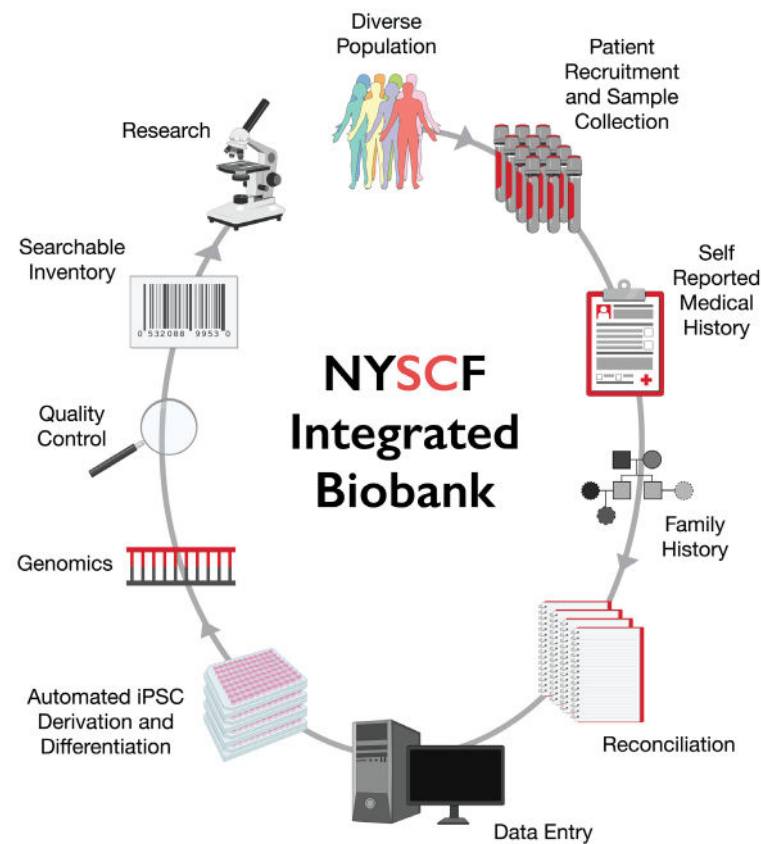 Diverse
Population
Patient
Recruitment
and Sample
Collection
Self
Reported
Medical
History
Family
History
Reconciliation
Data Entry
Automated iPSC
Derivation and
Differentiation
Genomics
Quality
Control
Searchable
Inventory
0 532088 9953 0
Research
NYSCF
Integrated
Biobank